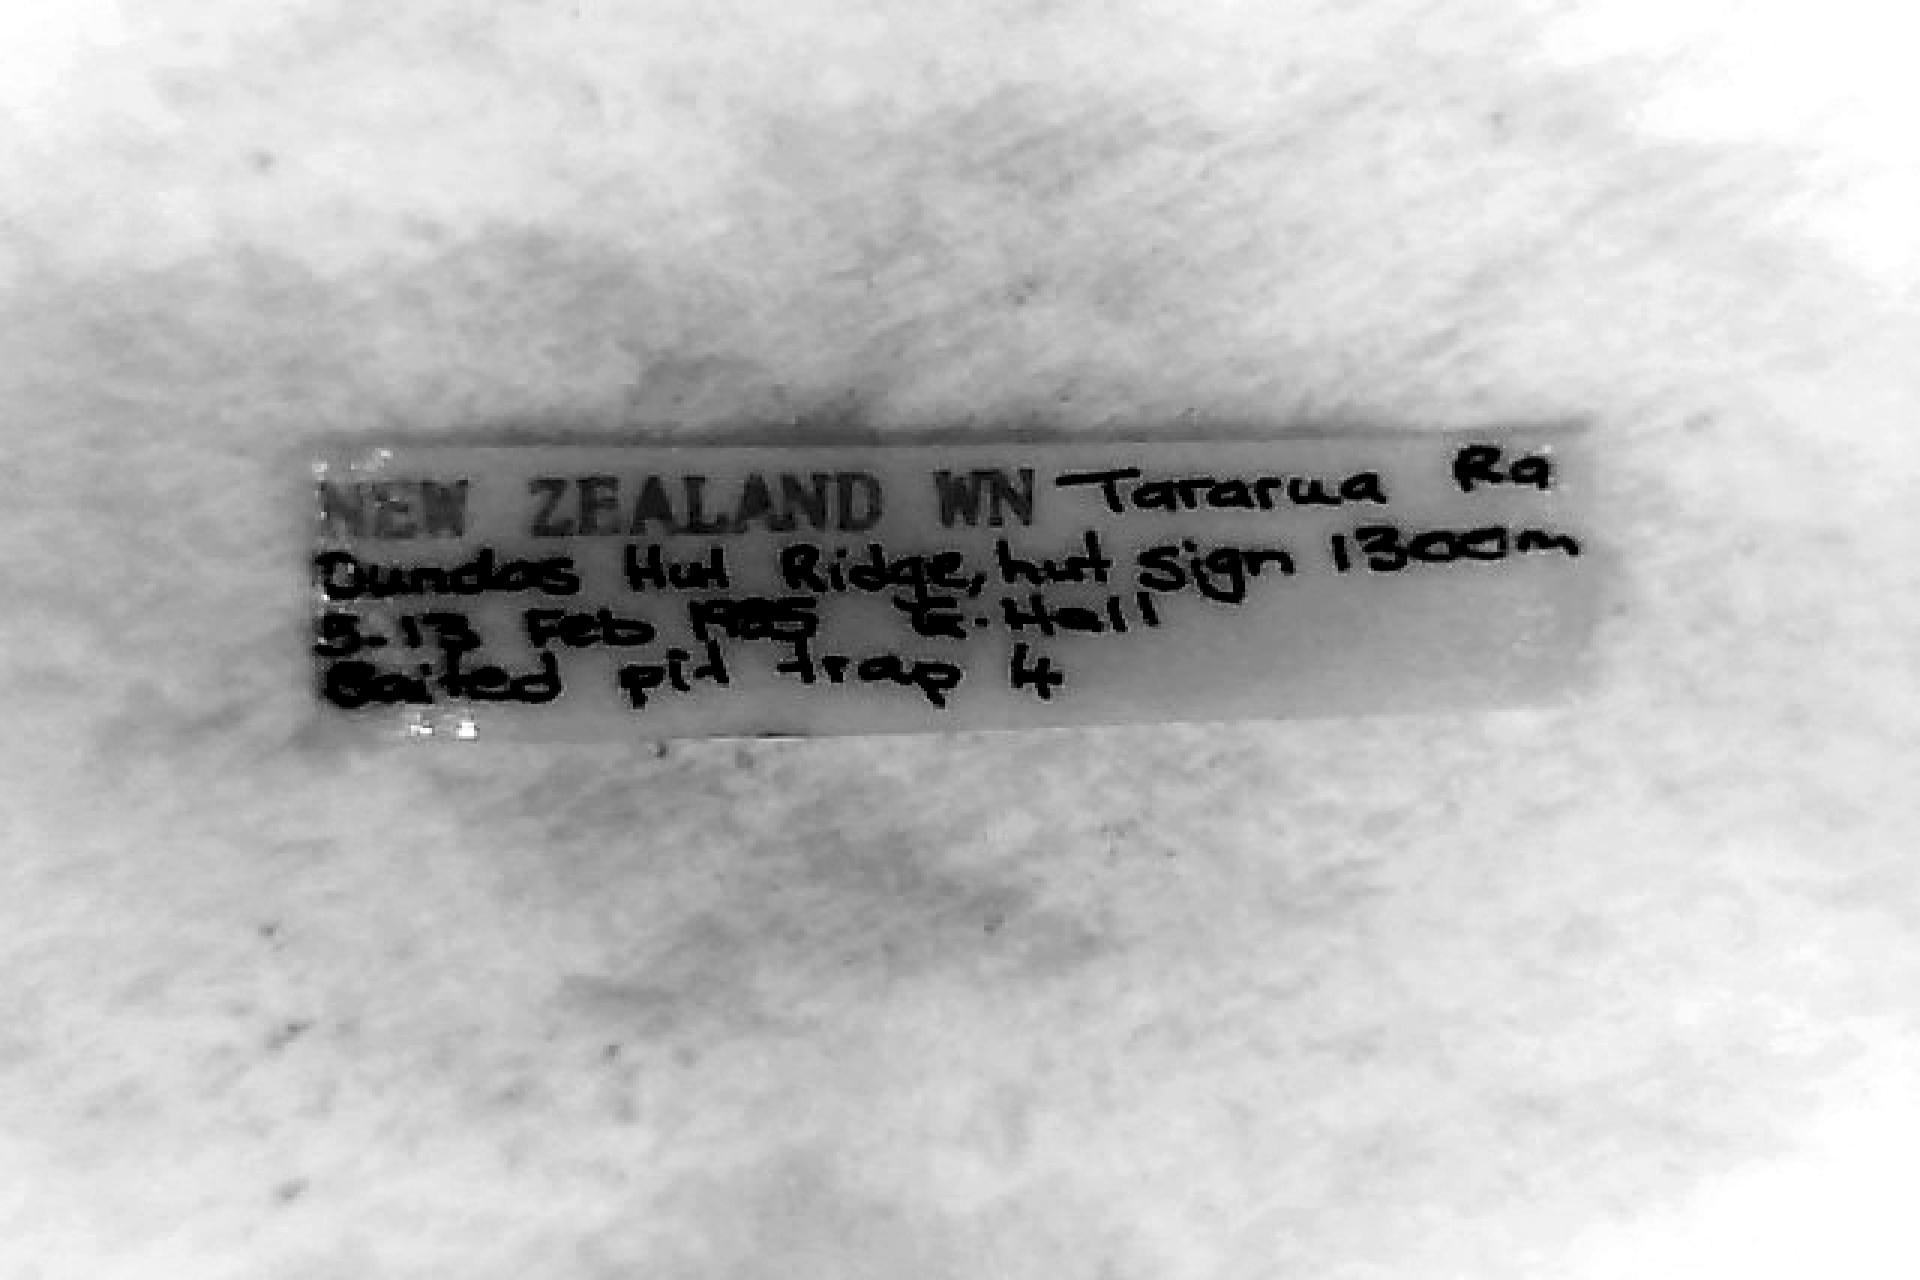 NEW ZEALAND WN Tararua Ra
Dundas Hut Ridge, hut sign 1300m
5-13 Feb 1985 E. Hall
Baited pit trap 4